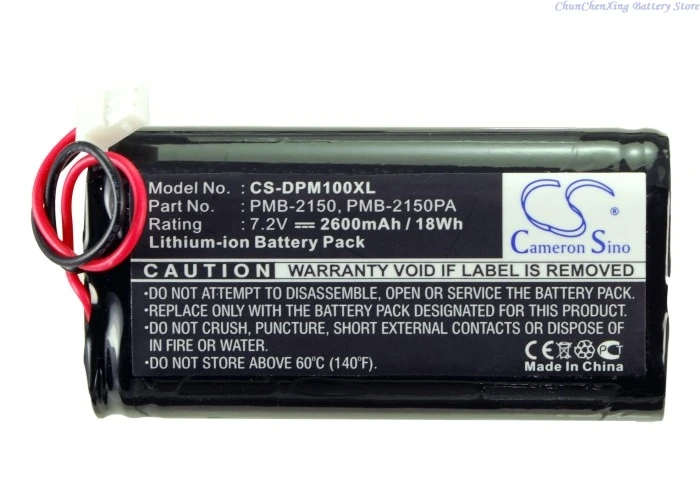 ChunChenXing Battery Store
Model No. : CS-DPM100XL
Part No. : PMB-2150, PMB-2150PA
Rating : 7.2V ⎓ 2600mAh / 18Wh
Lithium-ion Battery Pack
CS
Cameron Sino
CAUTION WARRANTY VOID IF LABEL IS REMOVED
•DO NOT ATTEMPT TO DISASSEMBLE, OPEN OR SERVICE THE BATTERY PACK.
•REPLACE ONLY WITH THE BATTERY FOR DESIGNATED DEVICE.
•DO NOT CRUSH, PUNCTURE, SHORT EXTERNAL CONTACTS OR DISPOSE OF
IN FIRE OR WATER.
•DO NOT STORE ABOVE 60°C (140°F).
CE
Made In China